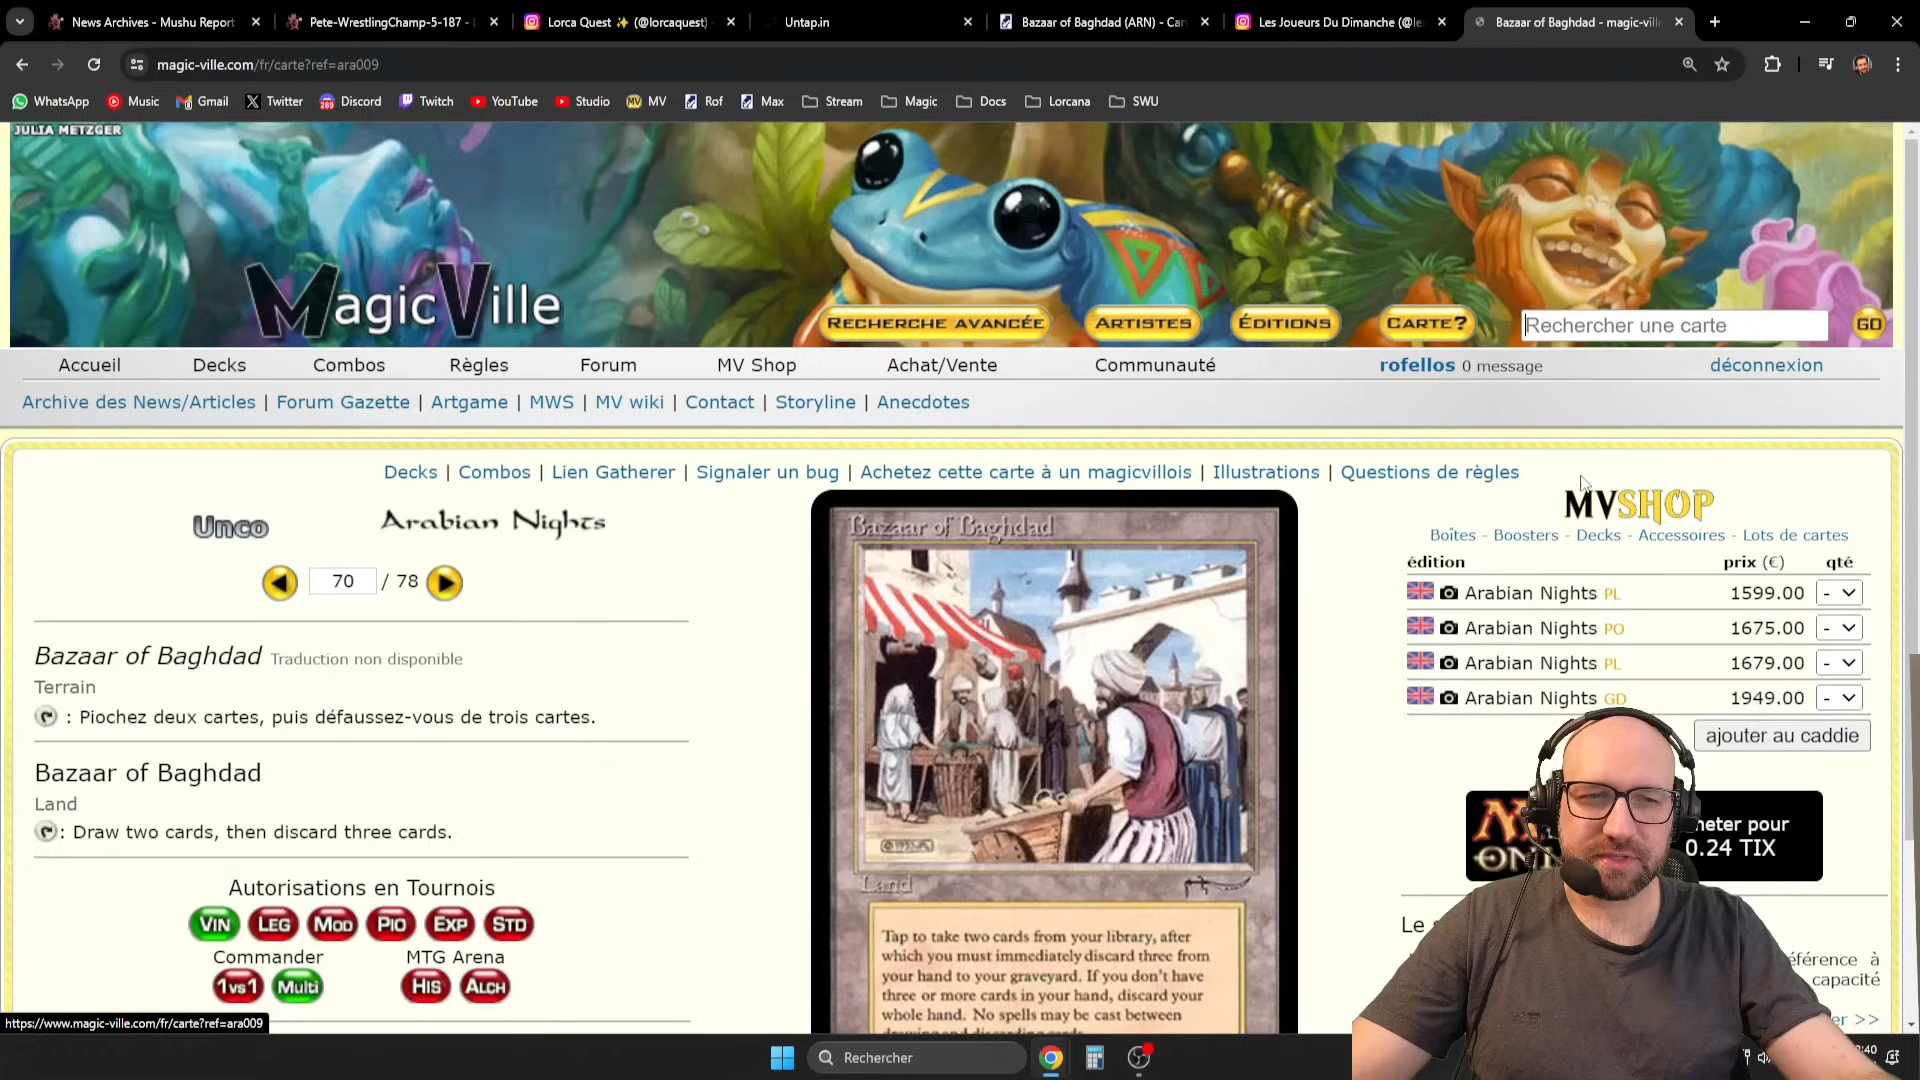 News Archives - Mushu Report
Pete-WrestlingChamp-5-187 -
Lorca Quest ✨ (@lorcaquest)
Untap.in
Bazaar of Baghdad (ARN) - Ca
Les Joueurs Du Dimanche (@le
Bazaar of Baghdad - magic-vil
magic-ville.com/fr/carte?ref=ara009
WhatsApp
Music
Gmail
Twitter
289
Discord
Twitch
YouTube
Studio
MV
Rof
Max
Stream
Magic
Docs
Lorcana
SWU
JULIA METZGER
MagicVille
RECHERCHE AVANCÉE
ARTISTES
ÉDITIONS
CARTE?
Rechercher une carte
GO
Accueil
Decks
Combos
Règles
Forum
MV Shop
Achat/Vente
Communauté
rofellos 0 message
déconnexion
Archive des News/Articles | Forum Gazette | Artgame | MWS | MV wiki | Contact | Storyline | Anecdotes
Decks | Combos | Lien Gatherer | Signaler un bug | Achetez cette carte à un magicvillois | Illustrations | Questions de règles
Unco
Arabian Nights
70 / 78
Bazaar of Baghdad Traduction non disponible
Terrain
: Piochez deux cartes, puis défaussez-vous de trois cartes.
Bazaar of Baghdad
Land
: Draw two cards, then discard three cards.
Autorisations en Tournois
VIN
LEG
MOD
PIO
EXP
STD
Commander
MTG Arena
1vs1
Multi
HIS
ALCH
Bazaar of Baghdad
Land
Tap to take two cards from your library, after
which you must immediately discard three from
your hand to your graveyard. If you don't have
three or more cards in your hand, discard your
whole hand. No spells may be cast between
drawing and discarding cards.
MVSHOP
Boîtes - Boosters - Decks - Accessoires - Lots de cartes
édition prix (€) qté
Arabian Nights PL 1599.00 -
Arabian Nights PO 1675.00 -
Arabian Nights PL 1679.00 -
Arabian Nights GD 1949.00 -
ajouter au caddie
pour
0.24 TIX
Le
référence à
capacité
>>
https://www.magic-ville.com/fr/carte?ref=ara009
Rechercher
:40